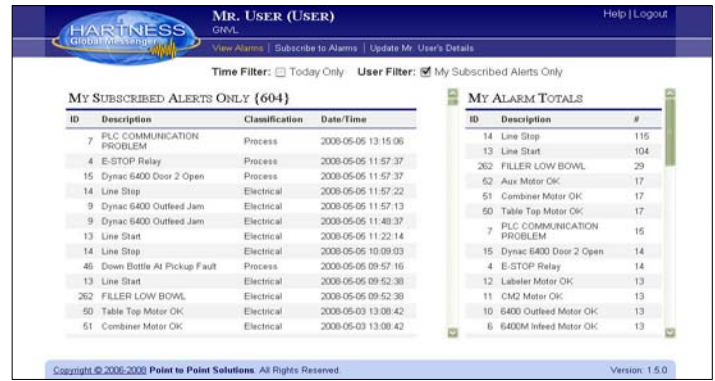 HARTNESS
Global Messenger
MR. USER (USER)
GNVL
Help | Logout
View Alarms | Subscribe to Alarms | Update Mr. User's Details
Time Filter: Today Only User Filter: My Subscribed Alerts Only
MY SUBSCRIBED ALERTS ONLY {604}
ID Description Classification Date/Time
7 PLC COMMUNICATION PROBLEM Process 2008-05-05 13:15:06
4 E-STOP Relay Process 2008-05-05 11:57:37
15 Dynac 6400 Door 2 Open Process 2008-05-05 11:57:37
14 Line Stop Electrical 2008-05-05 11:57:22
9 Dynac 6400 Outfeed Jam Electrical 2008-05-05 11:57:13
9 Dynac 6400 Outfeed Jam Electrical 2008-05-05 11:48:37
13 Line Start Electrical 2008-05-05 11:22:14
14 Line Stop Electrical 2008-05-05 10:09:03
46 Down Bottle At Pickup Fault Process 2008-05-05 09:57:16
13 Line Start Electrical 2008-05-05 09:52:38
262 FILLER LOW BOWL Electrical 2008-05-05 09:52:38
50 Table Top Motor OK Electrical 2008-05-03 13:08:42
51 Combiner Motor OK Electrical 2008-05-03 13:08:42
MY ALARM TOTALS
ID Description #
14 Line Stop 115
13 Line Start 104
262 FILLER LOW BOWL 29
52 Aux Motor OK 17
51 Combiner Motor OK 17
50 Table Top Motor OK 17
7 PLC COMMUNICATION PROBLEM 15
15 Dynac 6400 Door 2 Open 14
4 E-STOP Relay 14
12 Labeler Motor OK 13
11 CM2 Motor OK 13
10 6400 Outfeed Motor OK 13
6 6400M Infeed Motor OK 13
Copyright © 2006-2008 Point to Point Solutions. All Rights Reserved.
Version: 1.5.0